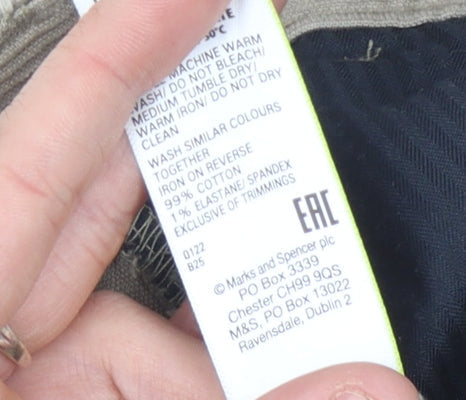 MACHINE WARM
WASH/ DO NOT BLEACH/
MEDIUM TUMBLE DRY/
WARM IRON/ DO NOT DRY
CLEAN
WASH SIMILAR COLOURS
TOGETHER
IRON ON REVERSE
99% COTTON
1% ELASTANE/ SPANDEX
EXCLUSIVE OF TRIMMINGS
EAC
0122
B25
© Marks and Spencer plc
PO Box 3339
Chester CH99 9QS
M&S, PO Box 13022
Ravensdale, Dublin 2